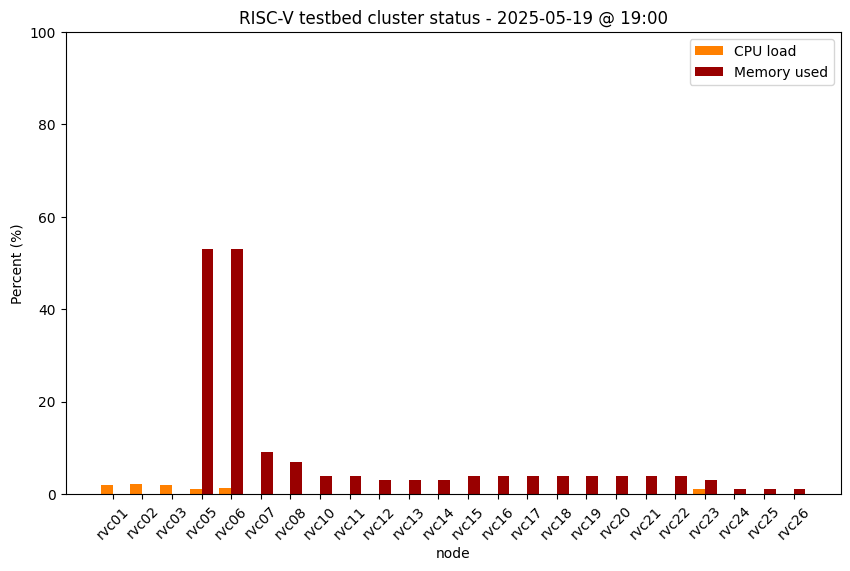 RISC-V testbed cluster status - 2025-05-19 @ 19:00
CPU load
Memory used
Percent (%)
100
80
60
40
20
0
rvc01
rvc02
rvc03
rvc05
rvc06
rvc07
rvc08
rvc10
rvc11
rvc12
rvc13
rvc14
rvc15
rvc16
rvc17
rvc18
rvc19
rvc20
rvc21
rvc22
rvc23
rvc24
rvc25
rvc26
node